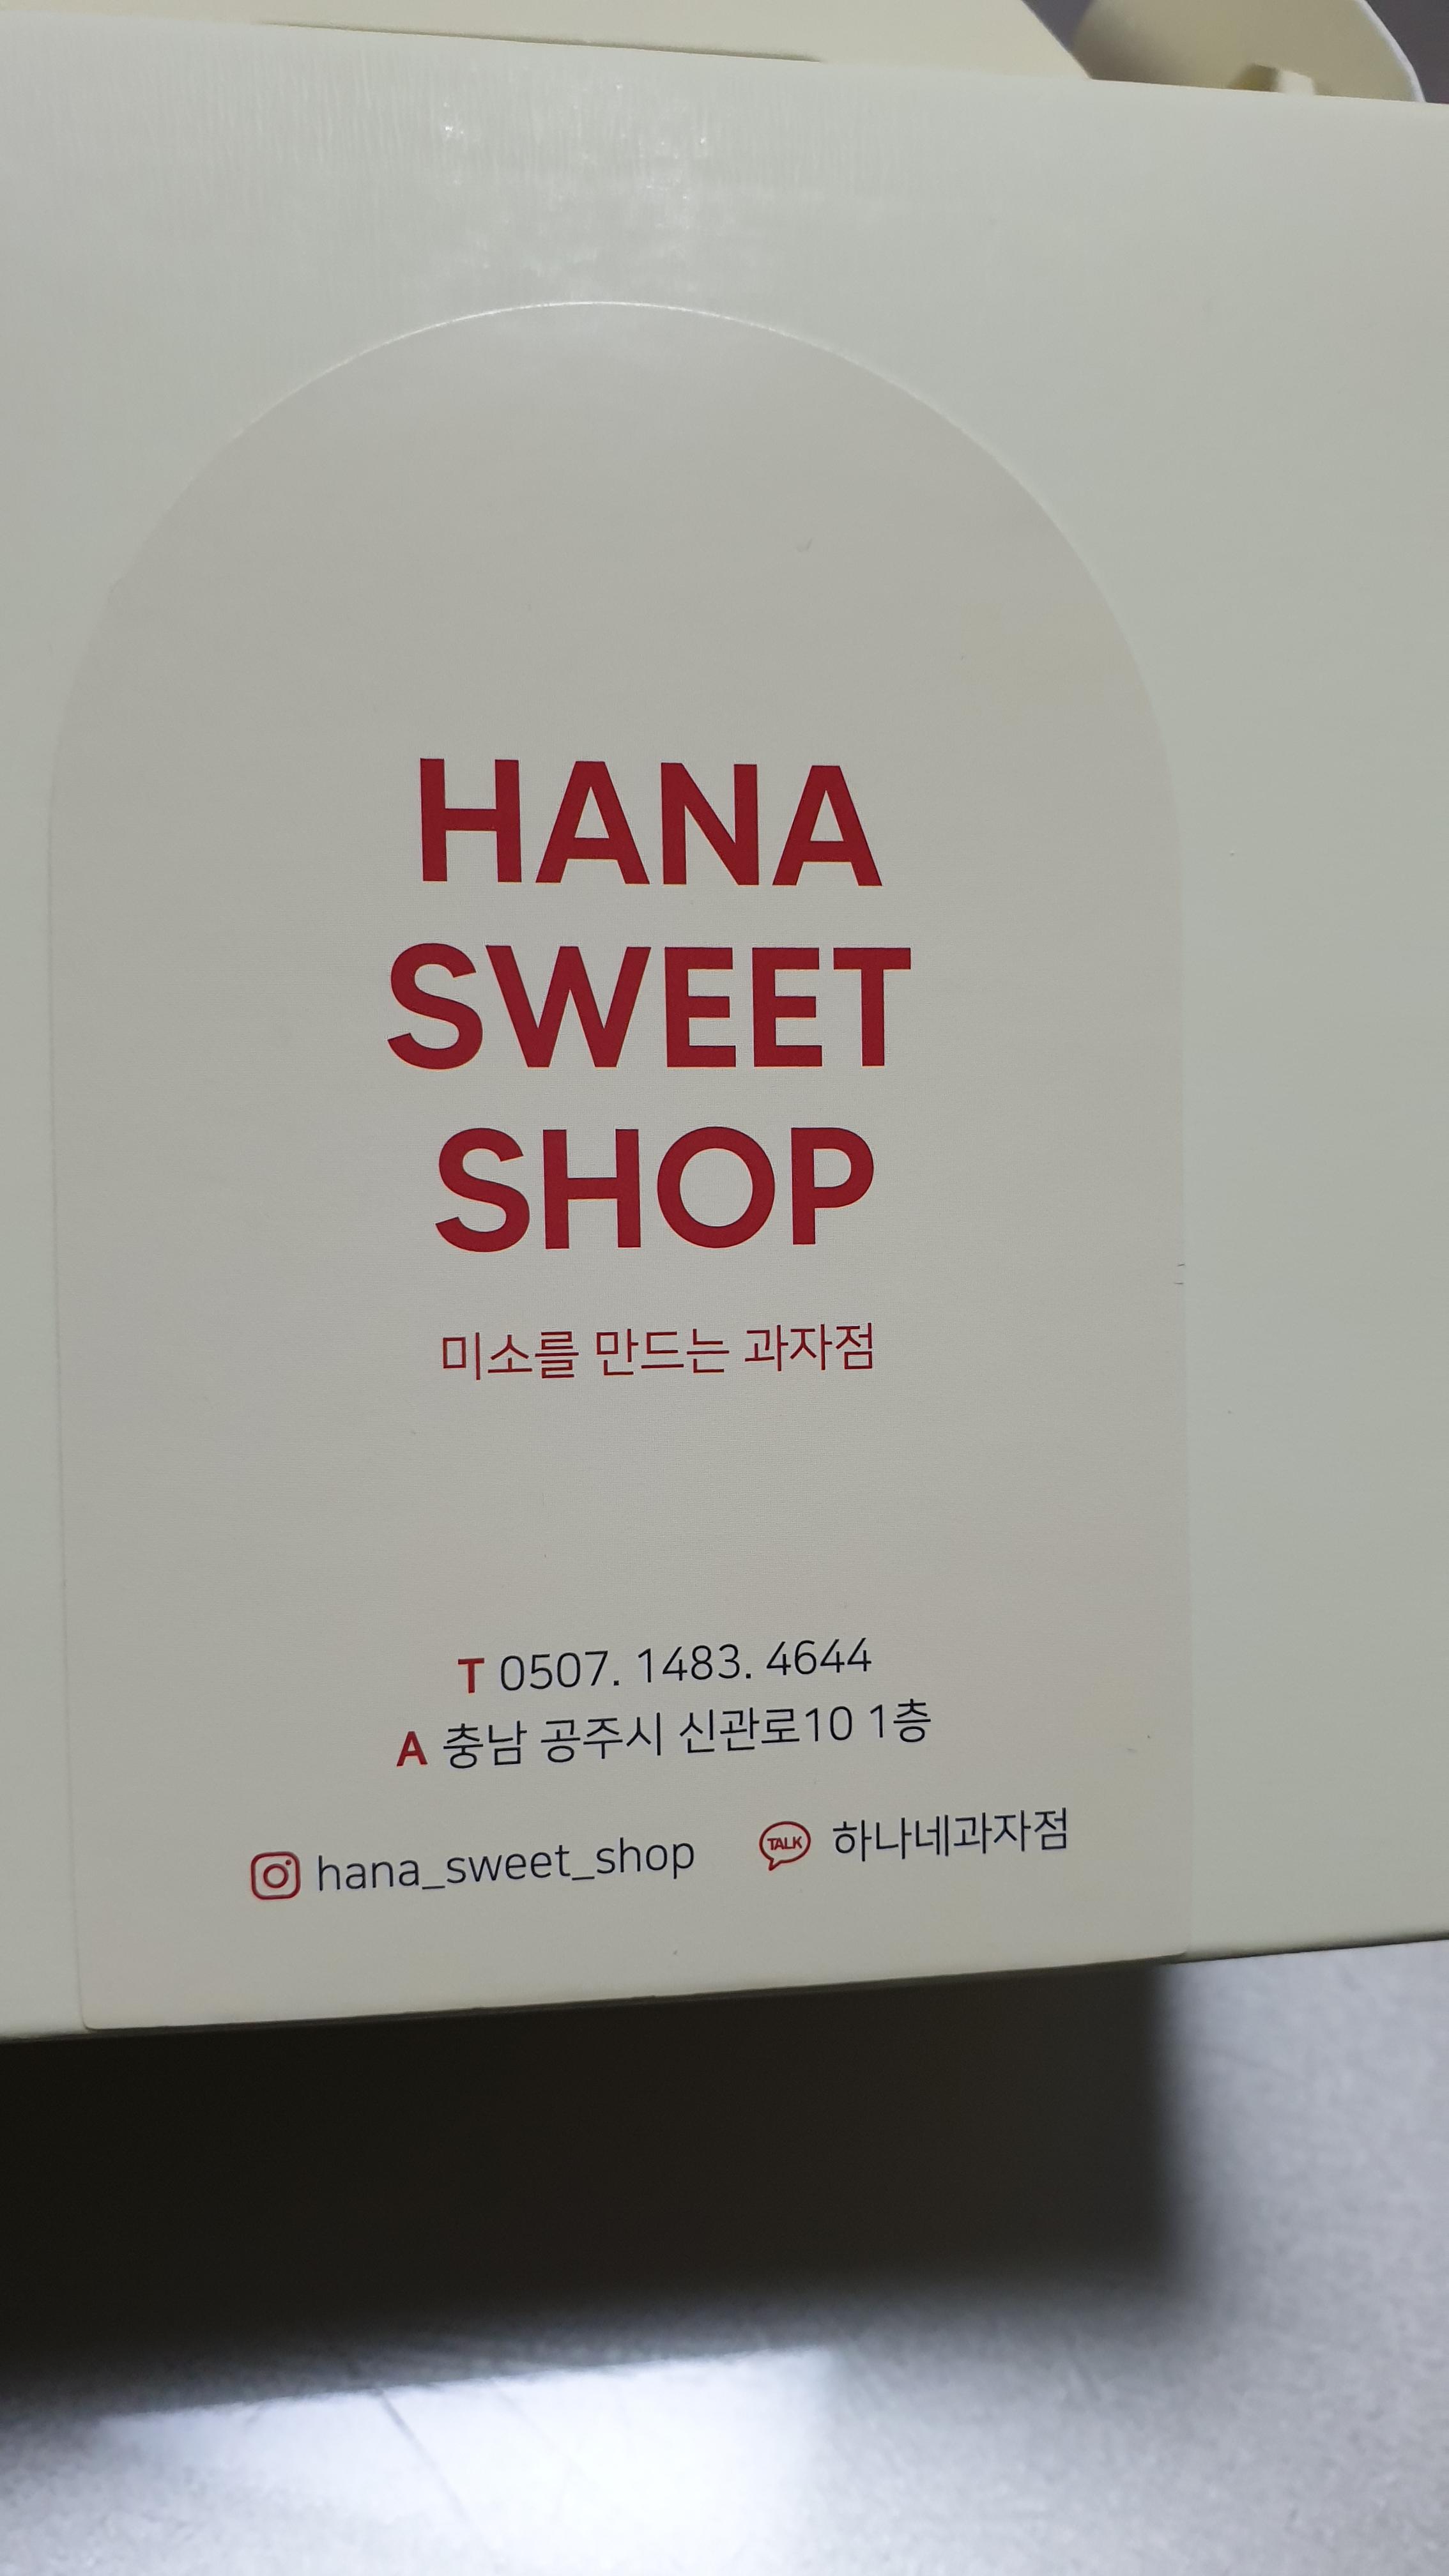 HANA
SWEET
SHOP
미소를 만드는 과자점
T 0507. 1483. 4644
A 충남 공주시 신관로10 1층
hana_sweet_shop
TALK 하나네과자점